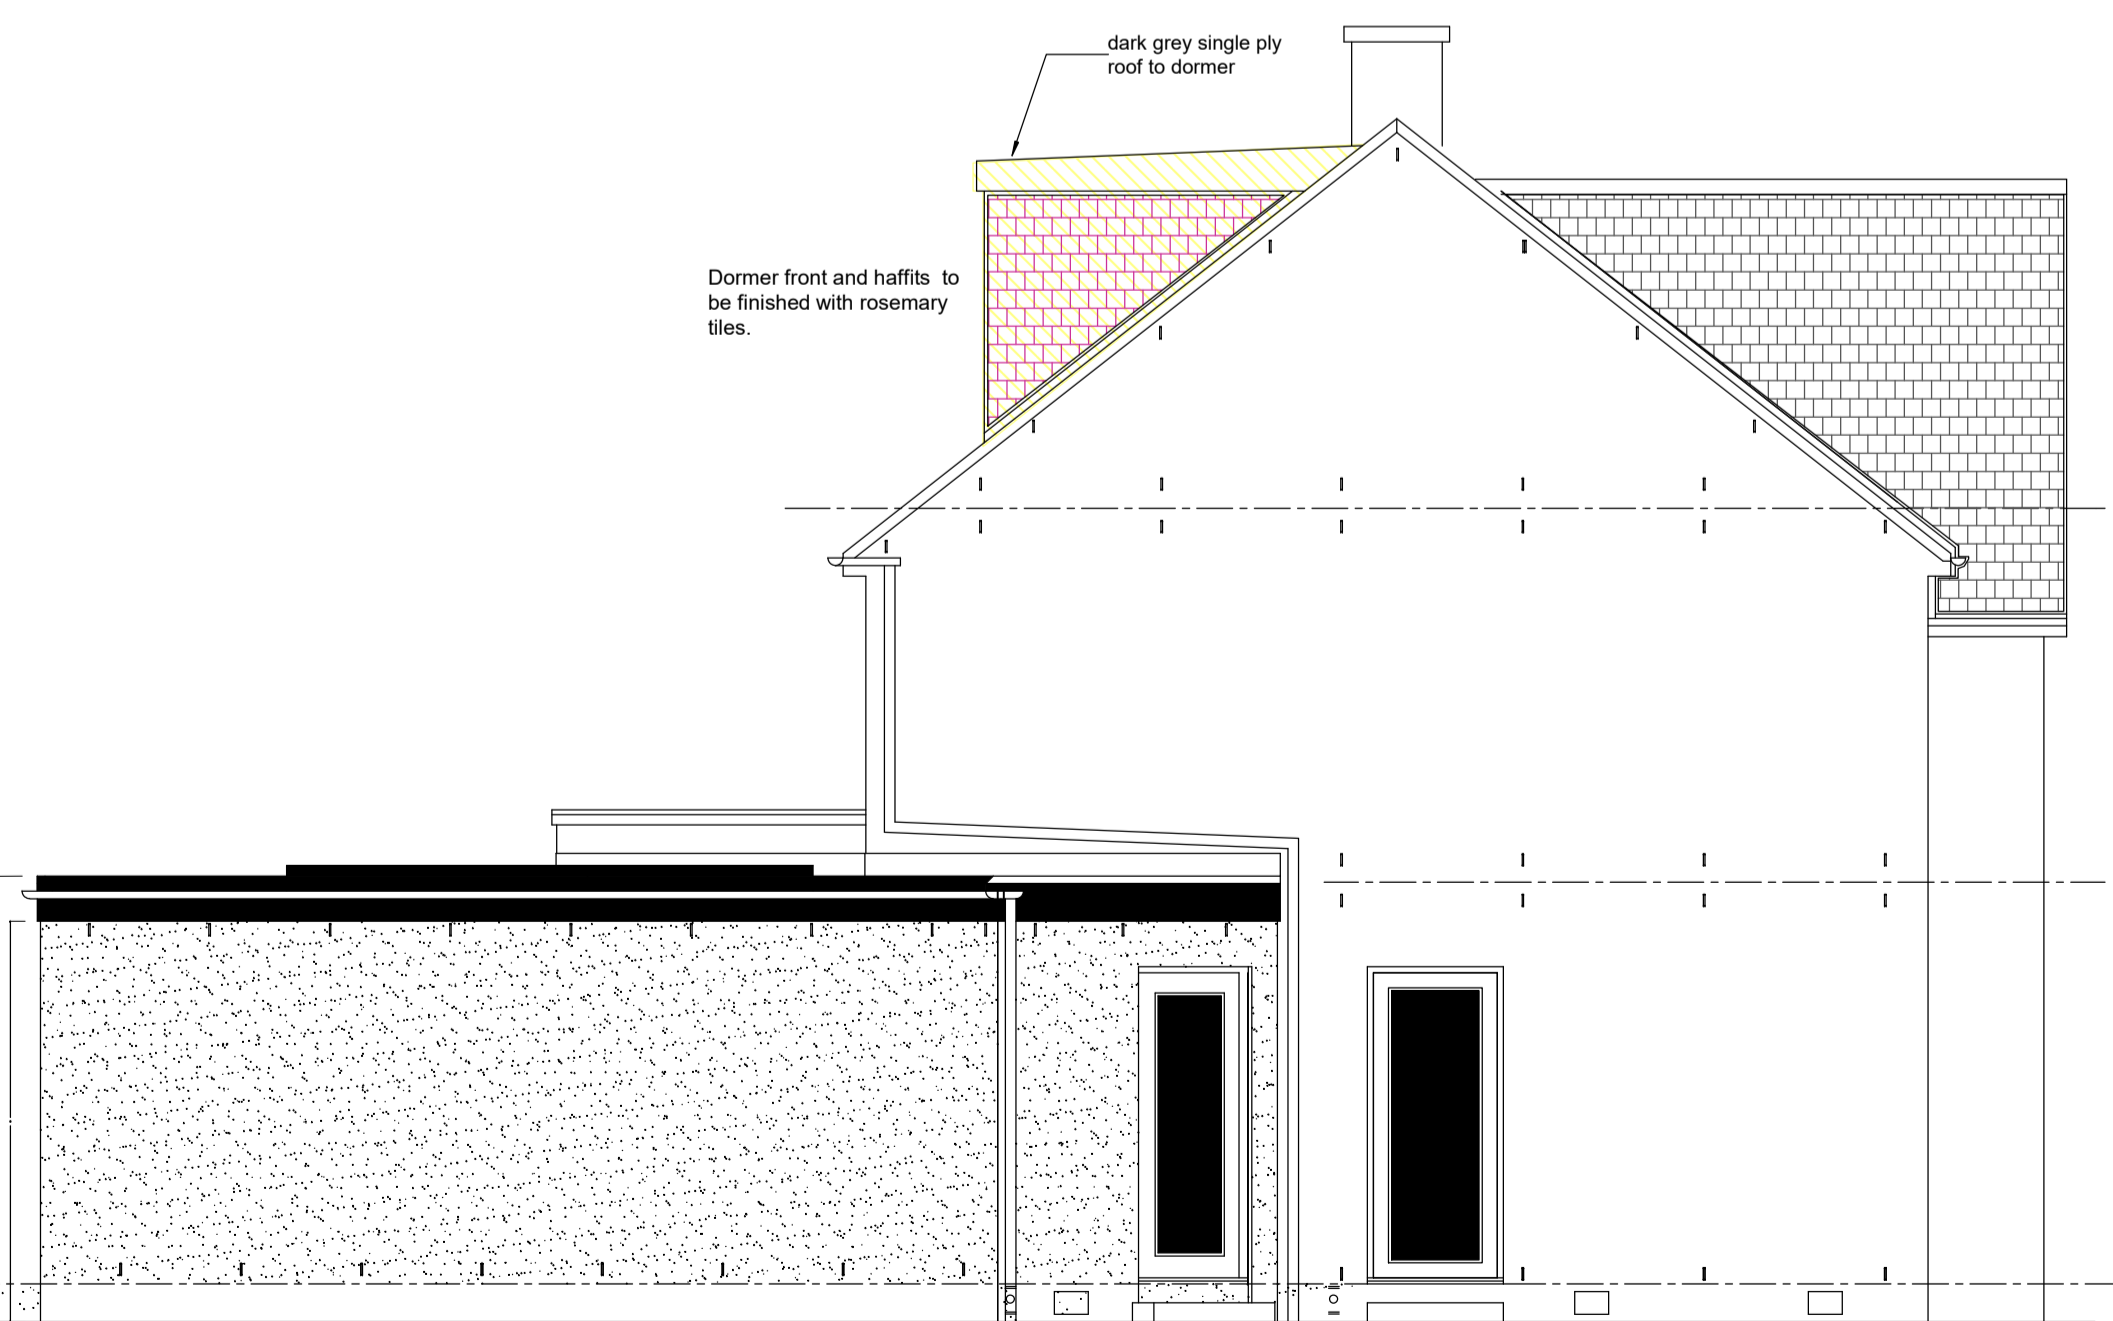 dark grey single ply
roof to dormer
Dormer front and haffits to
be finished with rosemary
tiles.